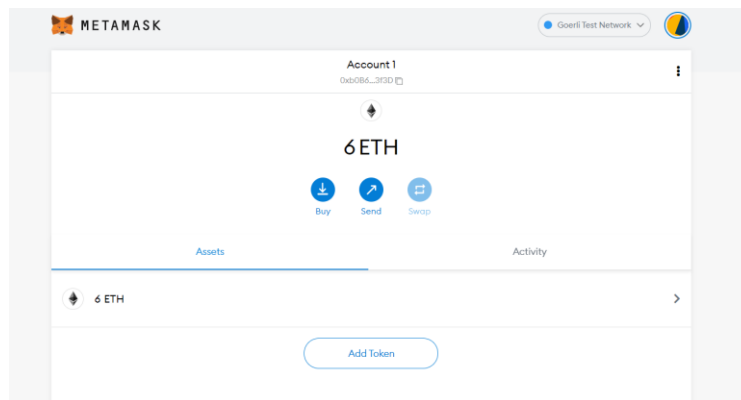 METAMASK
Goerli Test Network
Account 1
0xb0B6...3f3D
6 ETH
Buy Send Swap
Assets Activity
6 ETH
Add Token